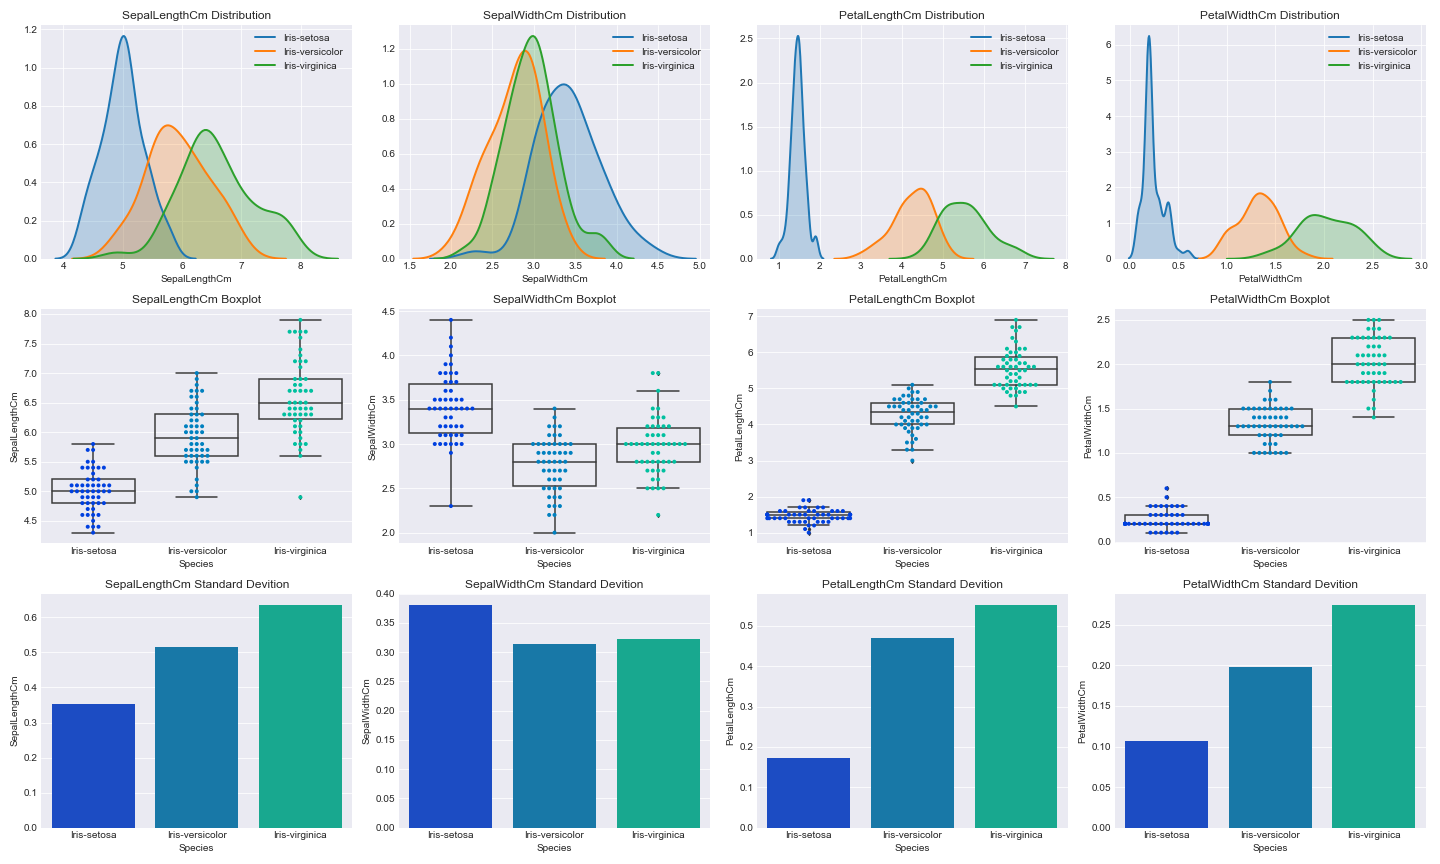 SepalLengthCm Distribution
1.2
1.0
0.8
0.6
0.4
0.2
0.0
4 5 6 7 8
SepalLengthCm
Iris-setosa
Iris-versicolor
Iris-virginica
SepalWidthCm Distribution
1.2
1.0
0.8
0.6
0.4
0.2
0.0
1.5 2.0 2.5 3.0 3.5 4.0 4.5 5.0
SepalWidthCm
Iris-setosa
Iris-versicolor
Iris-virginica
PetalLengthCm Distribution
2.5
2.0
1.5
1.0
0.5
0.0
1 2 3 4 5 6 7 8
PetalLengthCm
Iris-setosa
Iris-versicolor
Iris-virginica
PetalWidthCm Distribution
6
5
4
3
2
1
0
0.0 0.5 1.0 1.5 2.0 2.5 3.0
PetalWidthCm
Iris-setosa
Iris-versicolor
Iris-virginica
SepalLengthCm Boxplot
SepalLengthCm
8.0
7.5
7.0
6.5
6.0
5.5
5.0
4.5
Iris-setosa Iris-versicolor Iris-virginica
Species
SepalWidthCm Boxplot
SepalWidthCm
4.5
4.0
3.5
3.0
2.5
2.0
Iris-setosa Iris-versicolor Iris-virginica
Species
PetalLengthCm Boxplot
PetalLengthCm
7
6
5
4
3
2
1
Iris-setosa Iris-versicolor Iris-virginica
Species
PetalWidthCm Boxplot
PetalWidthCm
2.5
2.0
1.5
1.0
0.5
0.0
Iris-setosa Iris-versicolor Iris-virginica
Species
SepalLengthCm Standard Devition
SepalLengthCm
0.6
0.5
0.4
0.3
0.2
0.1
0.0
Iris-setosa Iris-versicolor Iris-virginica
Species
SepalWidthCm Standard Devition
SepalWidthCm
0.40
0.35
0.30
0.25
0.20
0.15
0.10
0.05
0.00
Iris-setosa Iris-versicolor Iris-virginica
Species
PetalLengthCm Standard Devition
PetalLengthCm
0.5
0.4
0.3
0.2
0.1
0.0
Iris-setosa Iris-versicolor Iris-virginica
Species
PetalWidthCm Standard Devition
PetalWidthCm
0.25
0.20
0.15
0.10
0.05
0.00
Iris-setosa Iris-versicolor Iris-virginica
Species